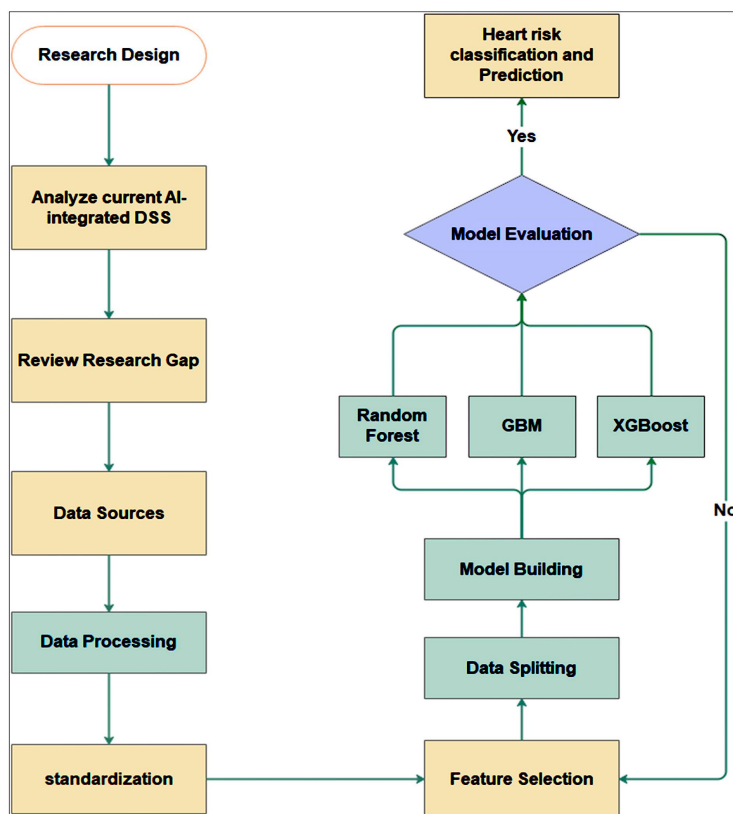 Research Design
Analyze current AI-
integrated DSS
Review Research Gap
Data Sources
Data Processing
standardization
Heart risk
classification and
Prediction
Yes
Model Evaluation
Random
Forest
GBM
XGBoost
No
Model Building
Data Splitting
Feature Selection